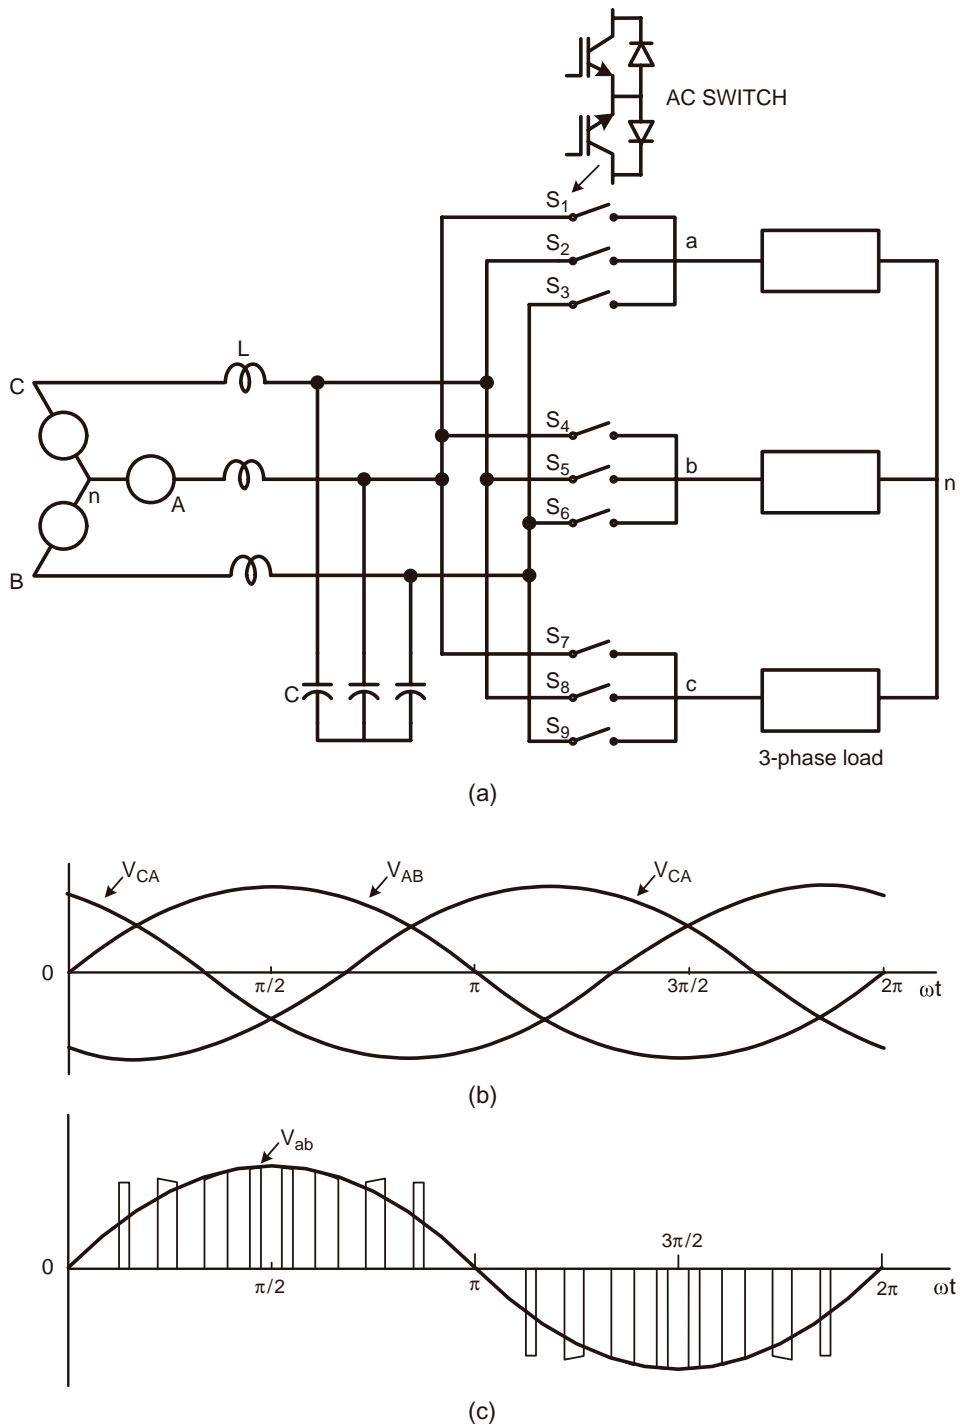 AC SWITCH
S1
S2
a
S3
L
C
S4
S5
b
n
A
S6
n
B
S7
C
S8
c
S9
3-phase load
(a)
VCA
VAB
VCA
0
π/2
π
3π/2
2π
ωt
(b)
Vab
3π/2
0
π/2
π
2π
ωt
(c)